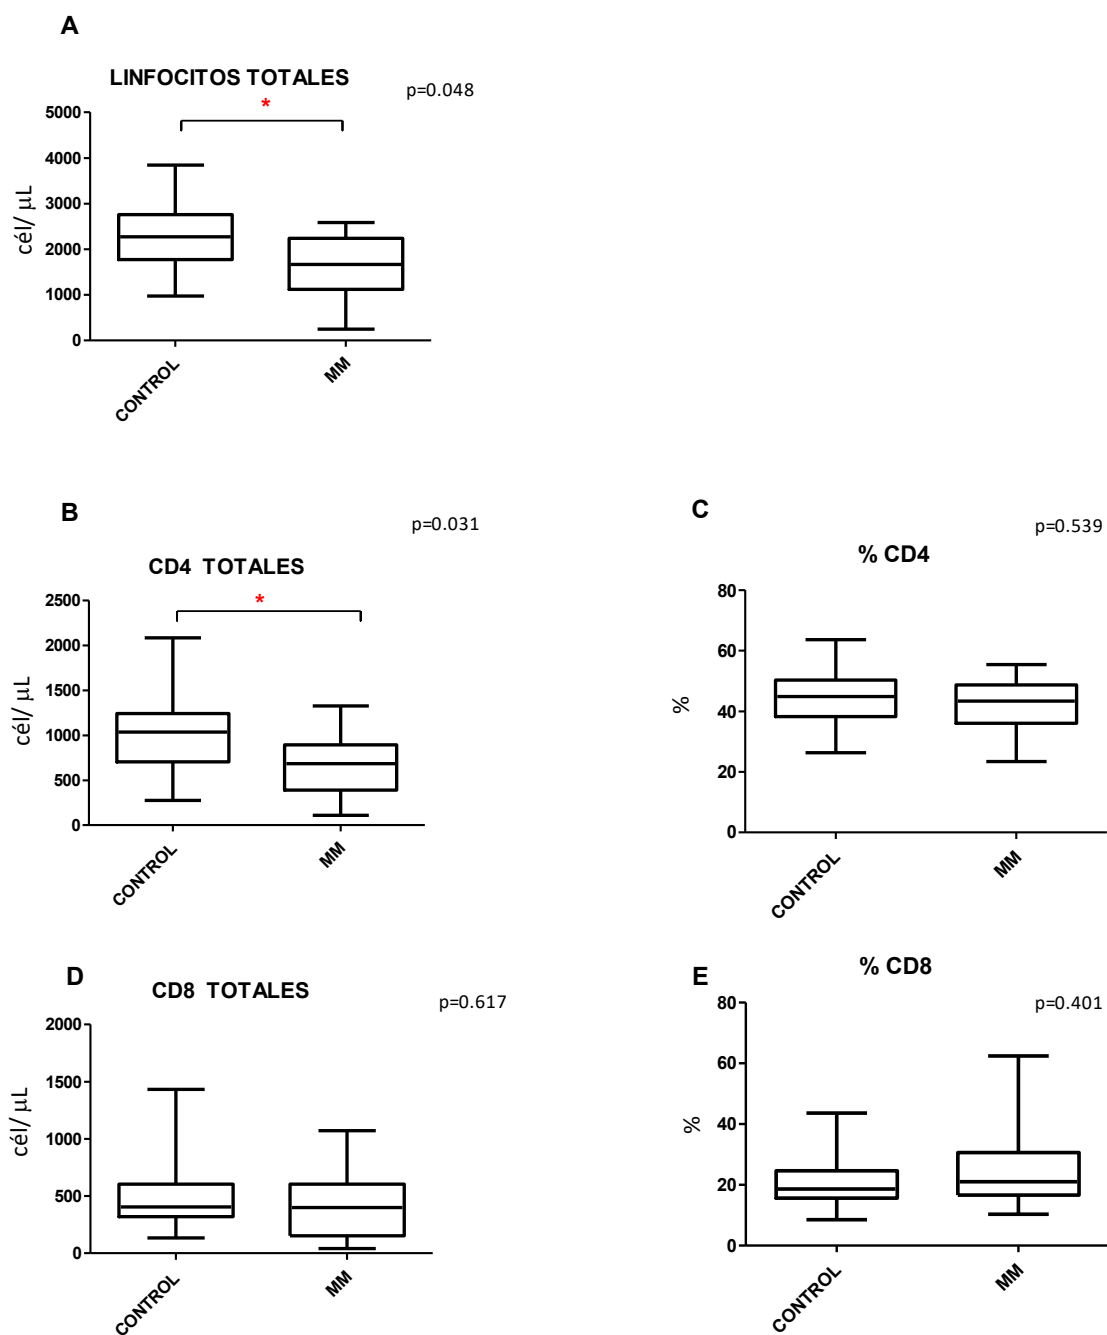 A
LINFOCITOS TOTALES
p=0.048
*
5000
4000
3000
2000
1000
0
cél/ µL
CONTROL
MM
B
p=0.031
CD4 TOTALES
*
2500
2000
1500
1000
500
0
cél/ µL
CONTROL
MM
C
p=0.539
% CD4
80
60
40
20
0
%
CONTROL
MM
D
CD8 TOTALES
p=0.617
2000
1500
1000
500
0
cél/ µL
CONTROL
MM
E
% CD8
p=0.401
80
60
40
20
0
%
CONTROL
MM